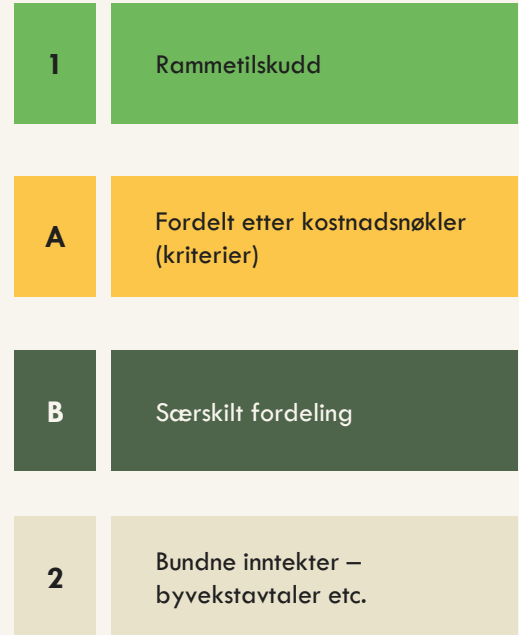 1
Rammetilskudd
A
Fordelt etter kostnadsnøkler
(kriterier)
B
Særskilt fordeling
2
Bundne inntekter –
byvekstavtaler etc.